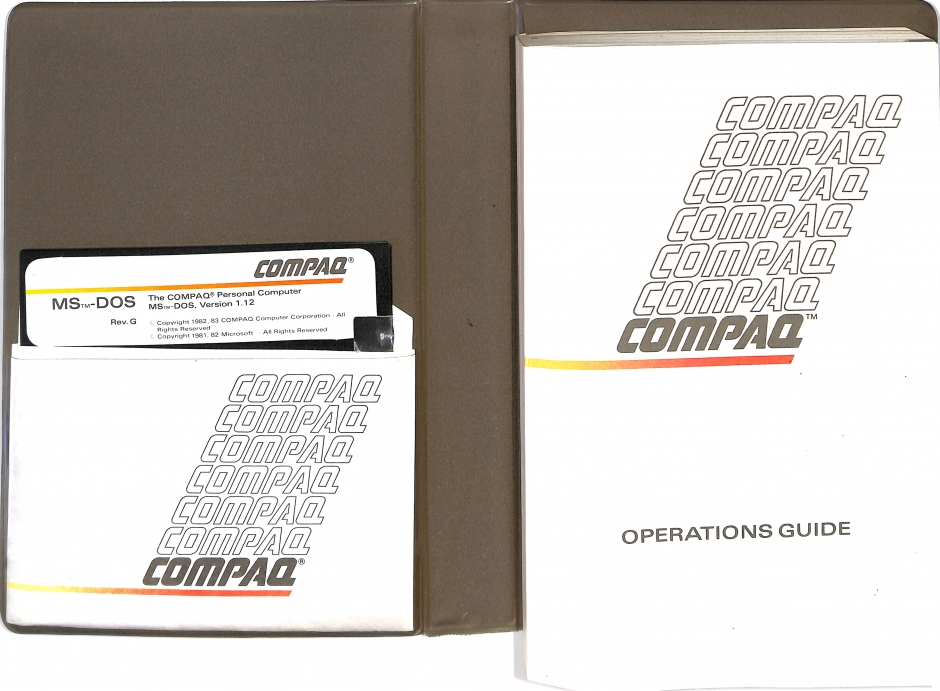 COMPAQ®
MS™-DOS
The COMPAQ® Personal Computer
MS™-DOS, Version 1.12
Rev. G
© Copyright 1982, 83 COMPAQ Computer Corporation · All
Rights Reserved
© Copyright 1981, 82 Microsoft · All Rights Reserved
COMPAQ
COMPAQ
COMPAQ
COMPAQ
COMPAQ
COMPAQ
COMPAQ®
COMPAQ
COMPAQ
COMPAQ
COMPAQ
COMPAQ
COMPAQ
COMPAQ™
OPERATIONS GUIDE